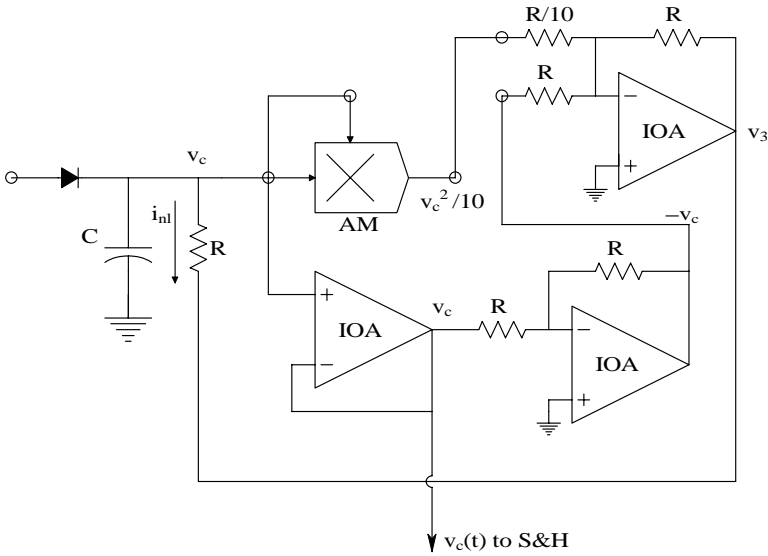 R/10
R
R
IOA
v3
vc
AM
vc²/10
−vc
C
inl
R
R
IOA
vc
R
IOA
vc(t) to S&H